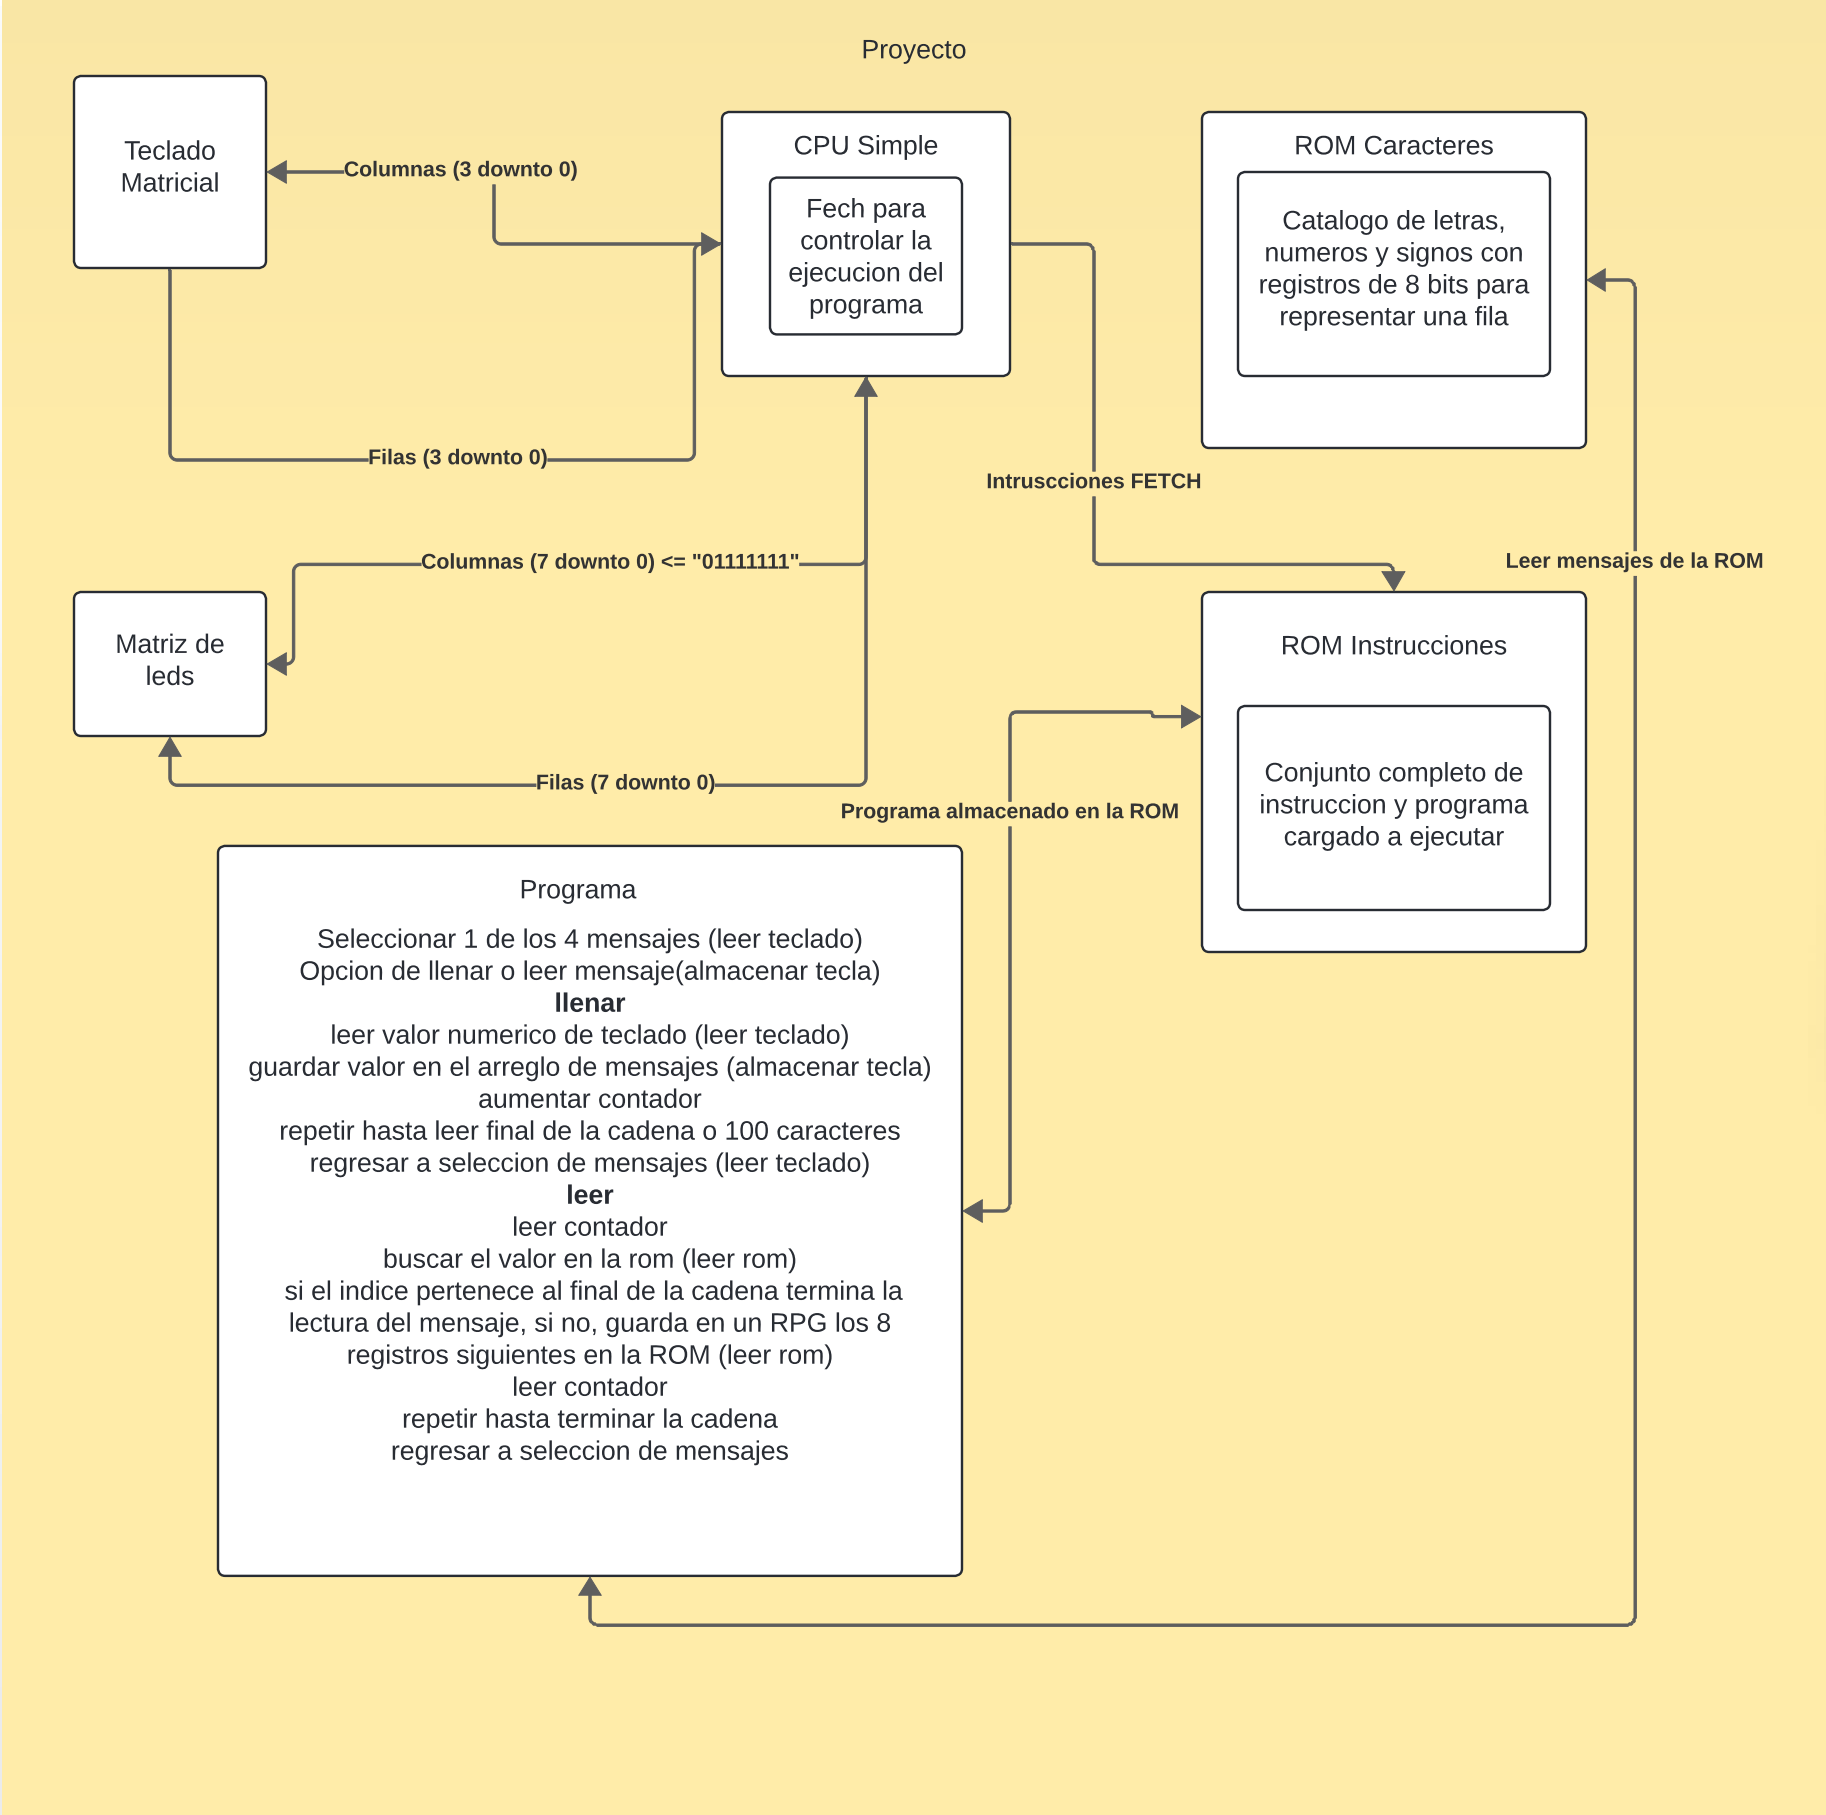 Proyecto
Teclado
Matricial
Columnas (3 downto 0)
CPU Simple
Fech para
controlar la
ejecucion del
programa
ROM Caracteres
Catalogo de letras,
numeros y signos con
registros de 8 bits para
representar una fila
Filas (3 downto 0)
Intruscciones FETCH
Columnas (7 downto 0) <= "01111111"
Leer mensajes de la ROM
Matriz de
leds
ROM Instrucciones
Conjunto completo de
instruccion y programa
cargado a ejecutar
Filas (7 downto 0)
Programa almacenado en la ROM
Programa
Seleccionar 1 de los 4 mensajes (leer teclado)
Opcion de llenar o leer mensaje(almacenar tecla)
llenar
leer valor numerico de teclado (leer teclado)
guardar valor en el arreglo de mensajes (almacenar tecla)
aumentar contador
repetir hasta leer final de la cadena o 100 caracteres
regresar a seleccion de mensajes (leer teclado)
leer
leer contador
buscar el valor en la rom (leer rom)
si el indice pertenece al final de la cadena termina la
lectura del mensaje, si no, guarda en un RPG los 8
registros siguientes en la ROM (leer rom)
leer contador
repetir hasta terminar la cadena
regresar a seleccion de mensajes